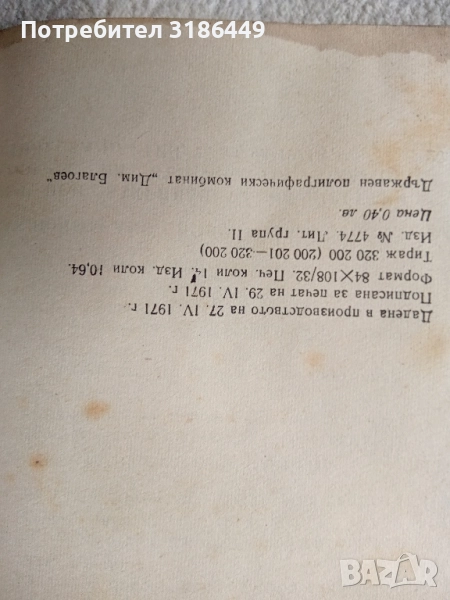 Потребител 3186449
Дадена в производството на 27. IV. 1971 г.
Подписана за печат на 29. IV. 1971 г.
Формат 84×108/32. Печ. коли 14. Изд. коли 10,64.
Тираж 320 200 (200 201—320 200)
Изд. № 4774. Лит. група II.
Цена 0,40 лв.
Държавен полиграфически комбинат „Дим. Благоев“
BAZAR